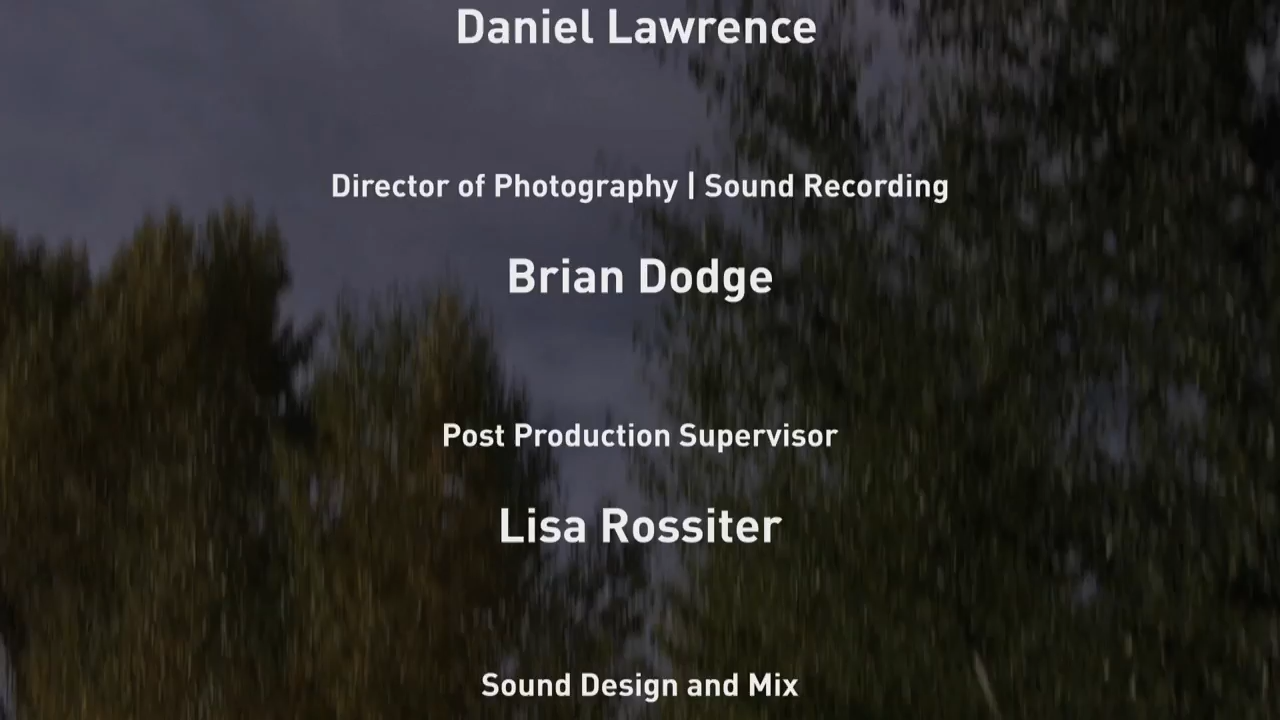 Daniel Lawrence
Director of Photography | Sound Recording
Brian Dodge
Post Production Supervisor
Lisa Rossiter
Sound Design and Mix